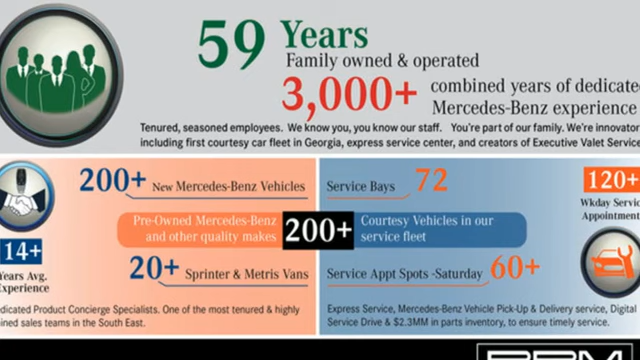 59 Years
Family owned & operated
3,000+ combined years of dedicated
Mercedes-Benz experience
Tenured, seasoned employees. We know you, you know our staff. You're part of our family. We're innovator
including first courtesy car fleet in Georgia, express service center, and creators of Executive Valet Service
200+ New Mercedes-Benz Vehicles
Pre-Owned Mercedes-Benz
and other quality makes
20+ Sprinter & Metris Vans
14+
Years Avg.
Experience
dicated Product Concierge Specialists. One of the most tenured & highly
ined sales teams in the South East.
200+
Service Bays 72
Courtesy Vehicles in our
service fleet
Service Appt Spots -Saturday 60+
120+
Wkday Servic
Appointment
Express Service, Mercedes-Benz Vehicle Pick-Up & Delivery service, Digital
Service Drive & $2.3MM in parts inventory, to ensure timely service.